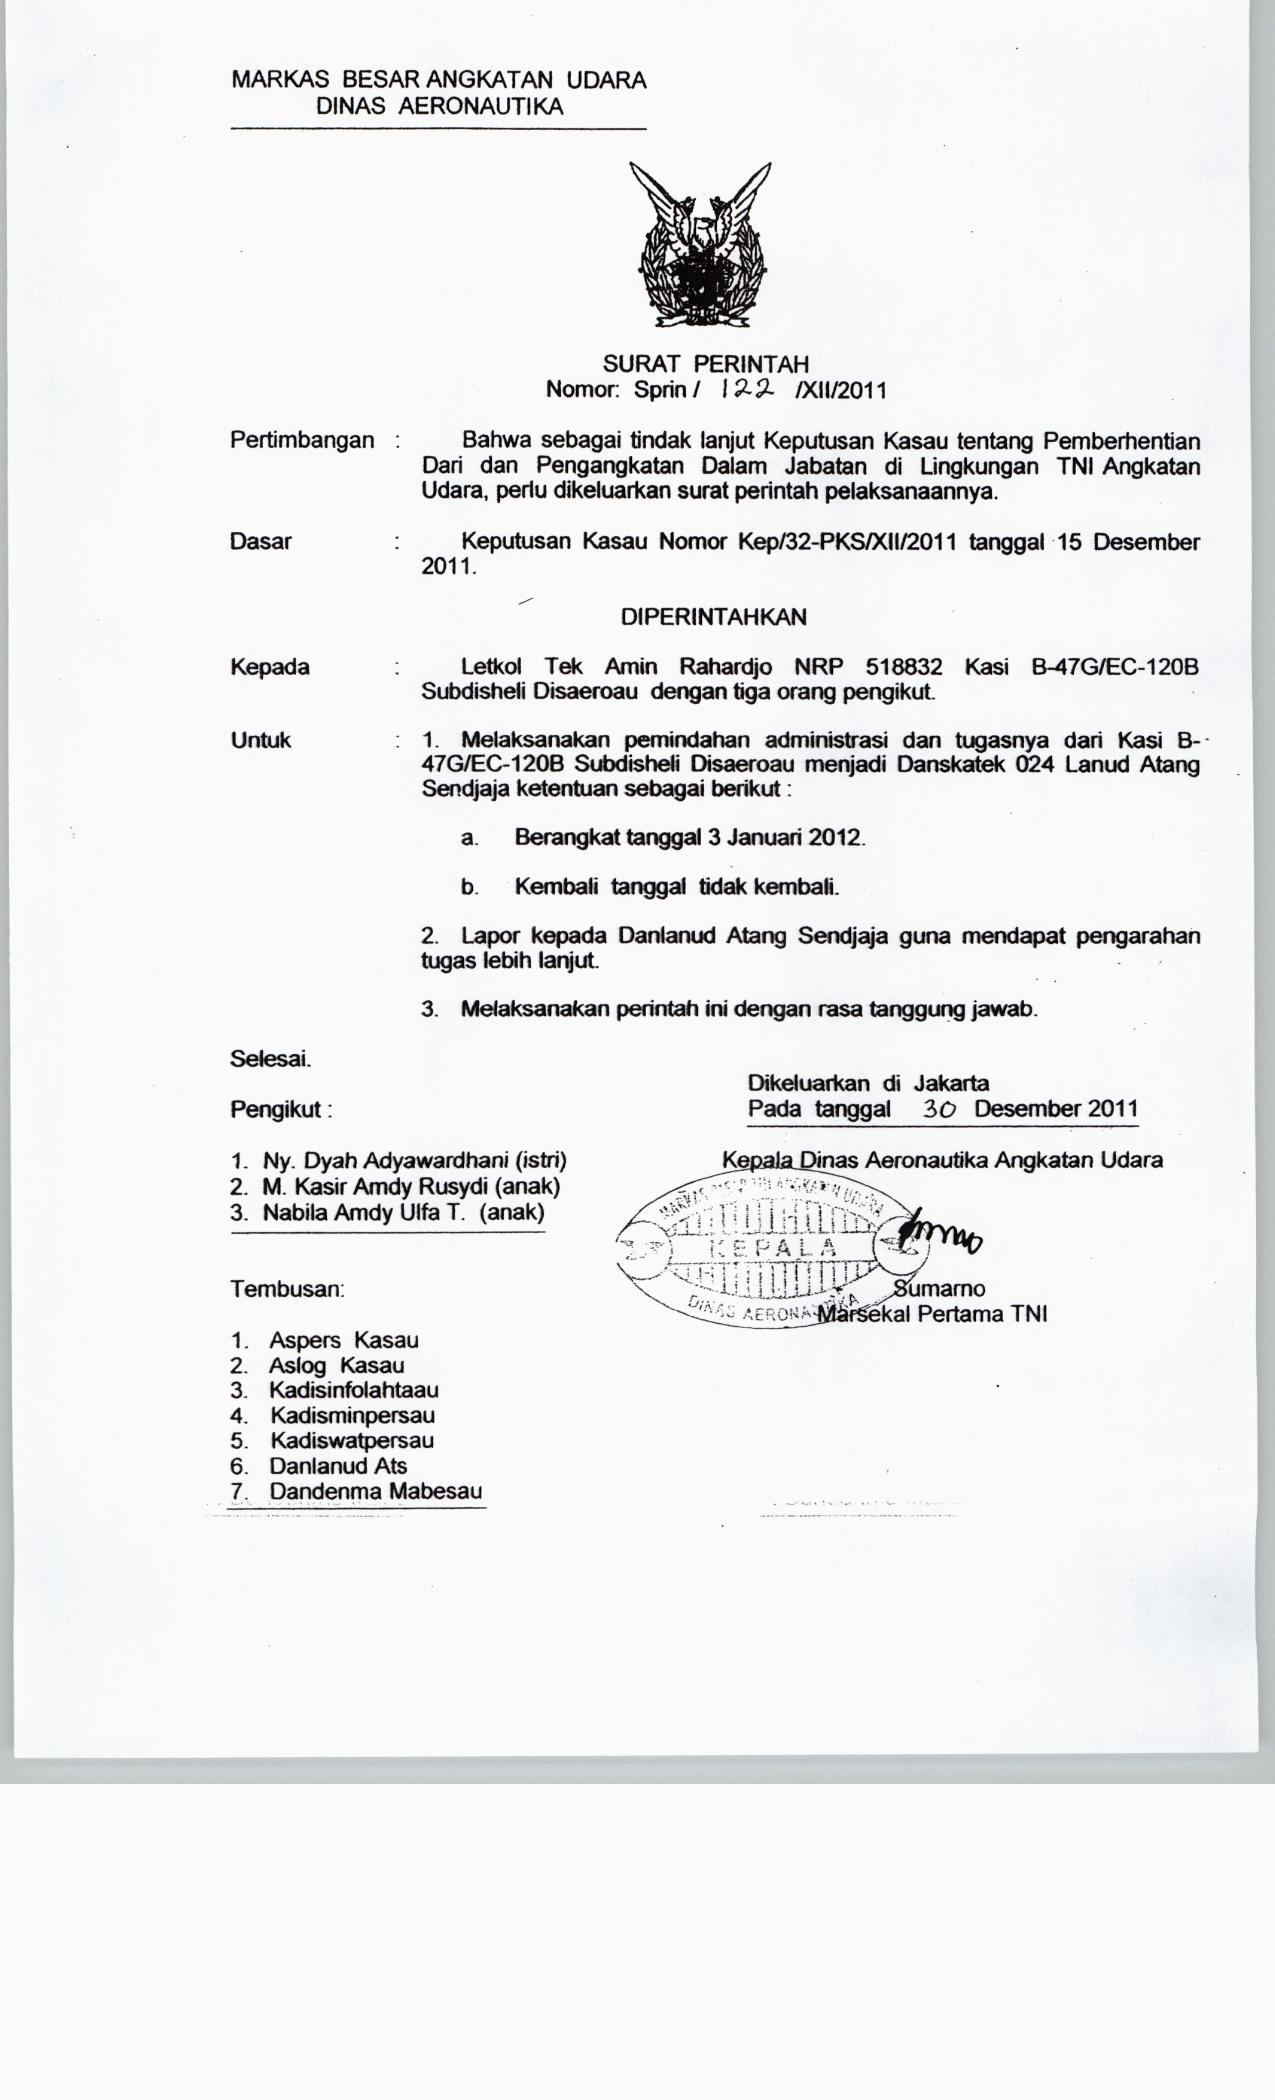 MARKAS BESAR ANGKATAN UDARA
DINAS AERONAUTIKA
SURAT PERINTAH
Nomor: Sprin / 122 /XII/2011
Pertimbangan : Bahwa sebagai tindak lanjut Keputusan Kasau tentang Pemberhentian
Dari dan Pengangkatan Dalam Jabatan di Lingkungan TNI Angkatan
Udara, perlu dikeluarkan surat perintah pelaksanaannya.
Dasar : Keputusan Kasau Nomor Kep/32-PKS/XII/2011 tanggal 15 Desember
2011.
DIPERINTAHKAN
Kepada : Letkol Tek Amin Rahardjo NRP 518832 Kasi B-47G/EC-120B
Subdisheli Disaeroau dengan tiga orang pengikut.
Untuk : 1. Melaksanakan pemindahan administrasi dan tugasnya dari Kasi B-
47G/EC-120B Subdisheli Disaeroau menjadi Danskatek 024 Lanud Atang
Sendjaja ketentuan sebagai berikut :
a. Berangkat tanggal 3 Januari 2012.
b. Kembali tanggal tidak kembali.
2. Lapor kepada Danlanud Atang Sendjaja guna mendapat pengarahan
tugas lebih lanjut.
3. Melaksanakan perintah ini dengan rasa tanggung jawab.
Selesai.
Dikeluarkan di Jakarta
Pengikut :
Pada tanggal 30 Desember 2011
1. Ny. Dyah Adyawardhani (istri)
2. M. Kasir Amdy Rusydi (anak)
3. Nabila Amdy Ulfa T. (anak)
Kepala Dinas Aeronautika Angkatan Udara
MARKAS BESAR TNI ANGKATAN UDARA
KEPALA
DINAS AERONAUTIKA
Sumarno
Marsekal Pertama TNI
Tembusan:
1. Aspers Kasau
2. Aslog Kasau
3. Kadisinfolahtaau
4. Kadisminpersau
5. Kadiswatpersau
6. Danlanud Ats
7. Dandenma Mabesau